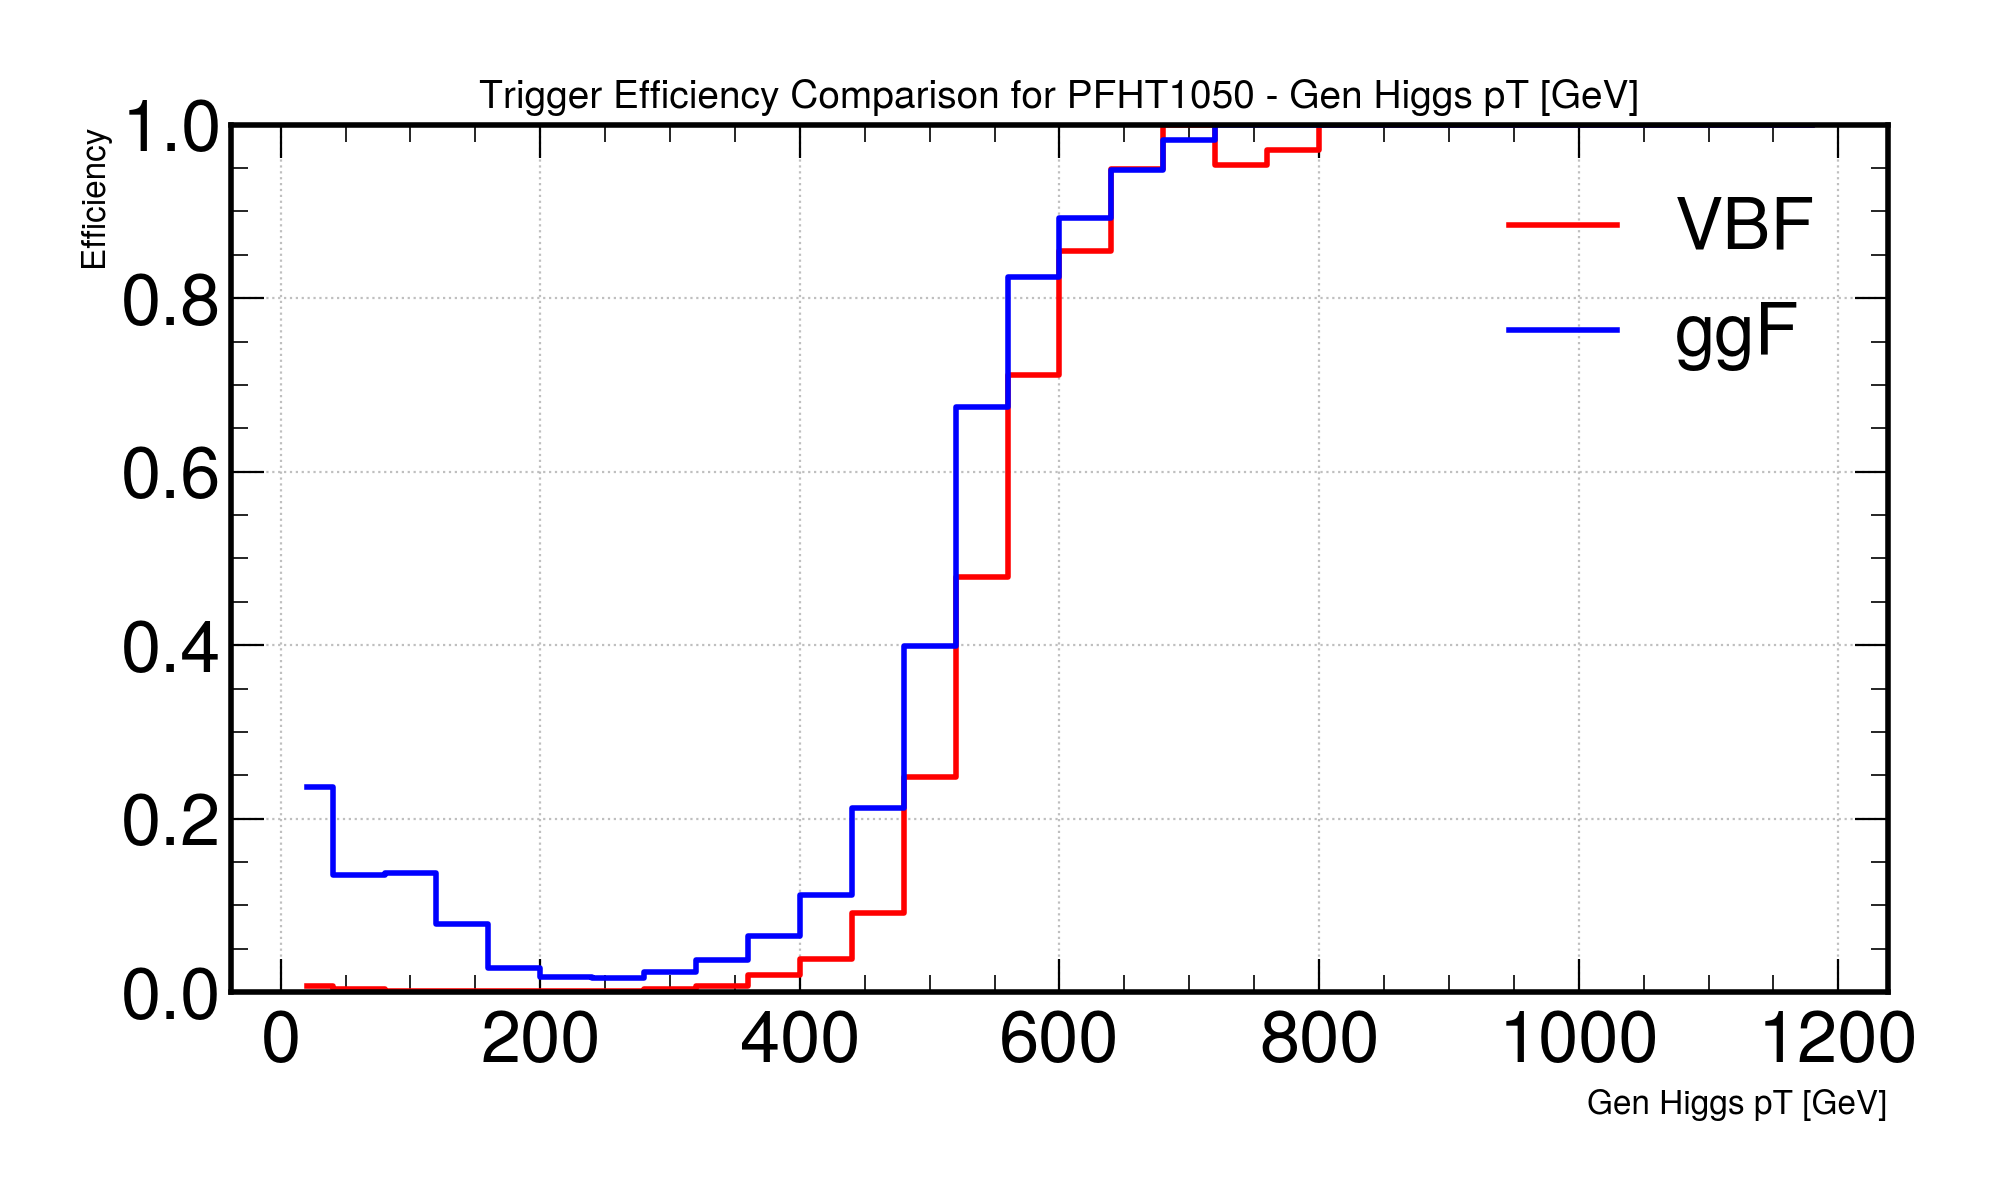 Trigger Efficiency Comparison for PFHT1050 - Gen Higgs pT [GeV]
Efficiency
1.0
0.8
0.6
0.4
0.2
0.0
VBF
ggF
0 200 400 600 800 1000 1200
Gen Higgs pT [GeV]